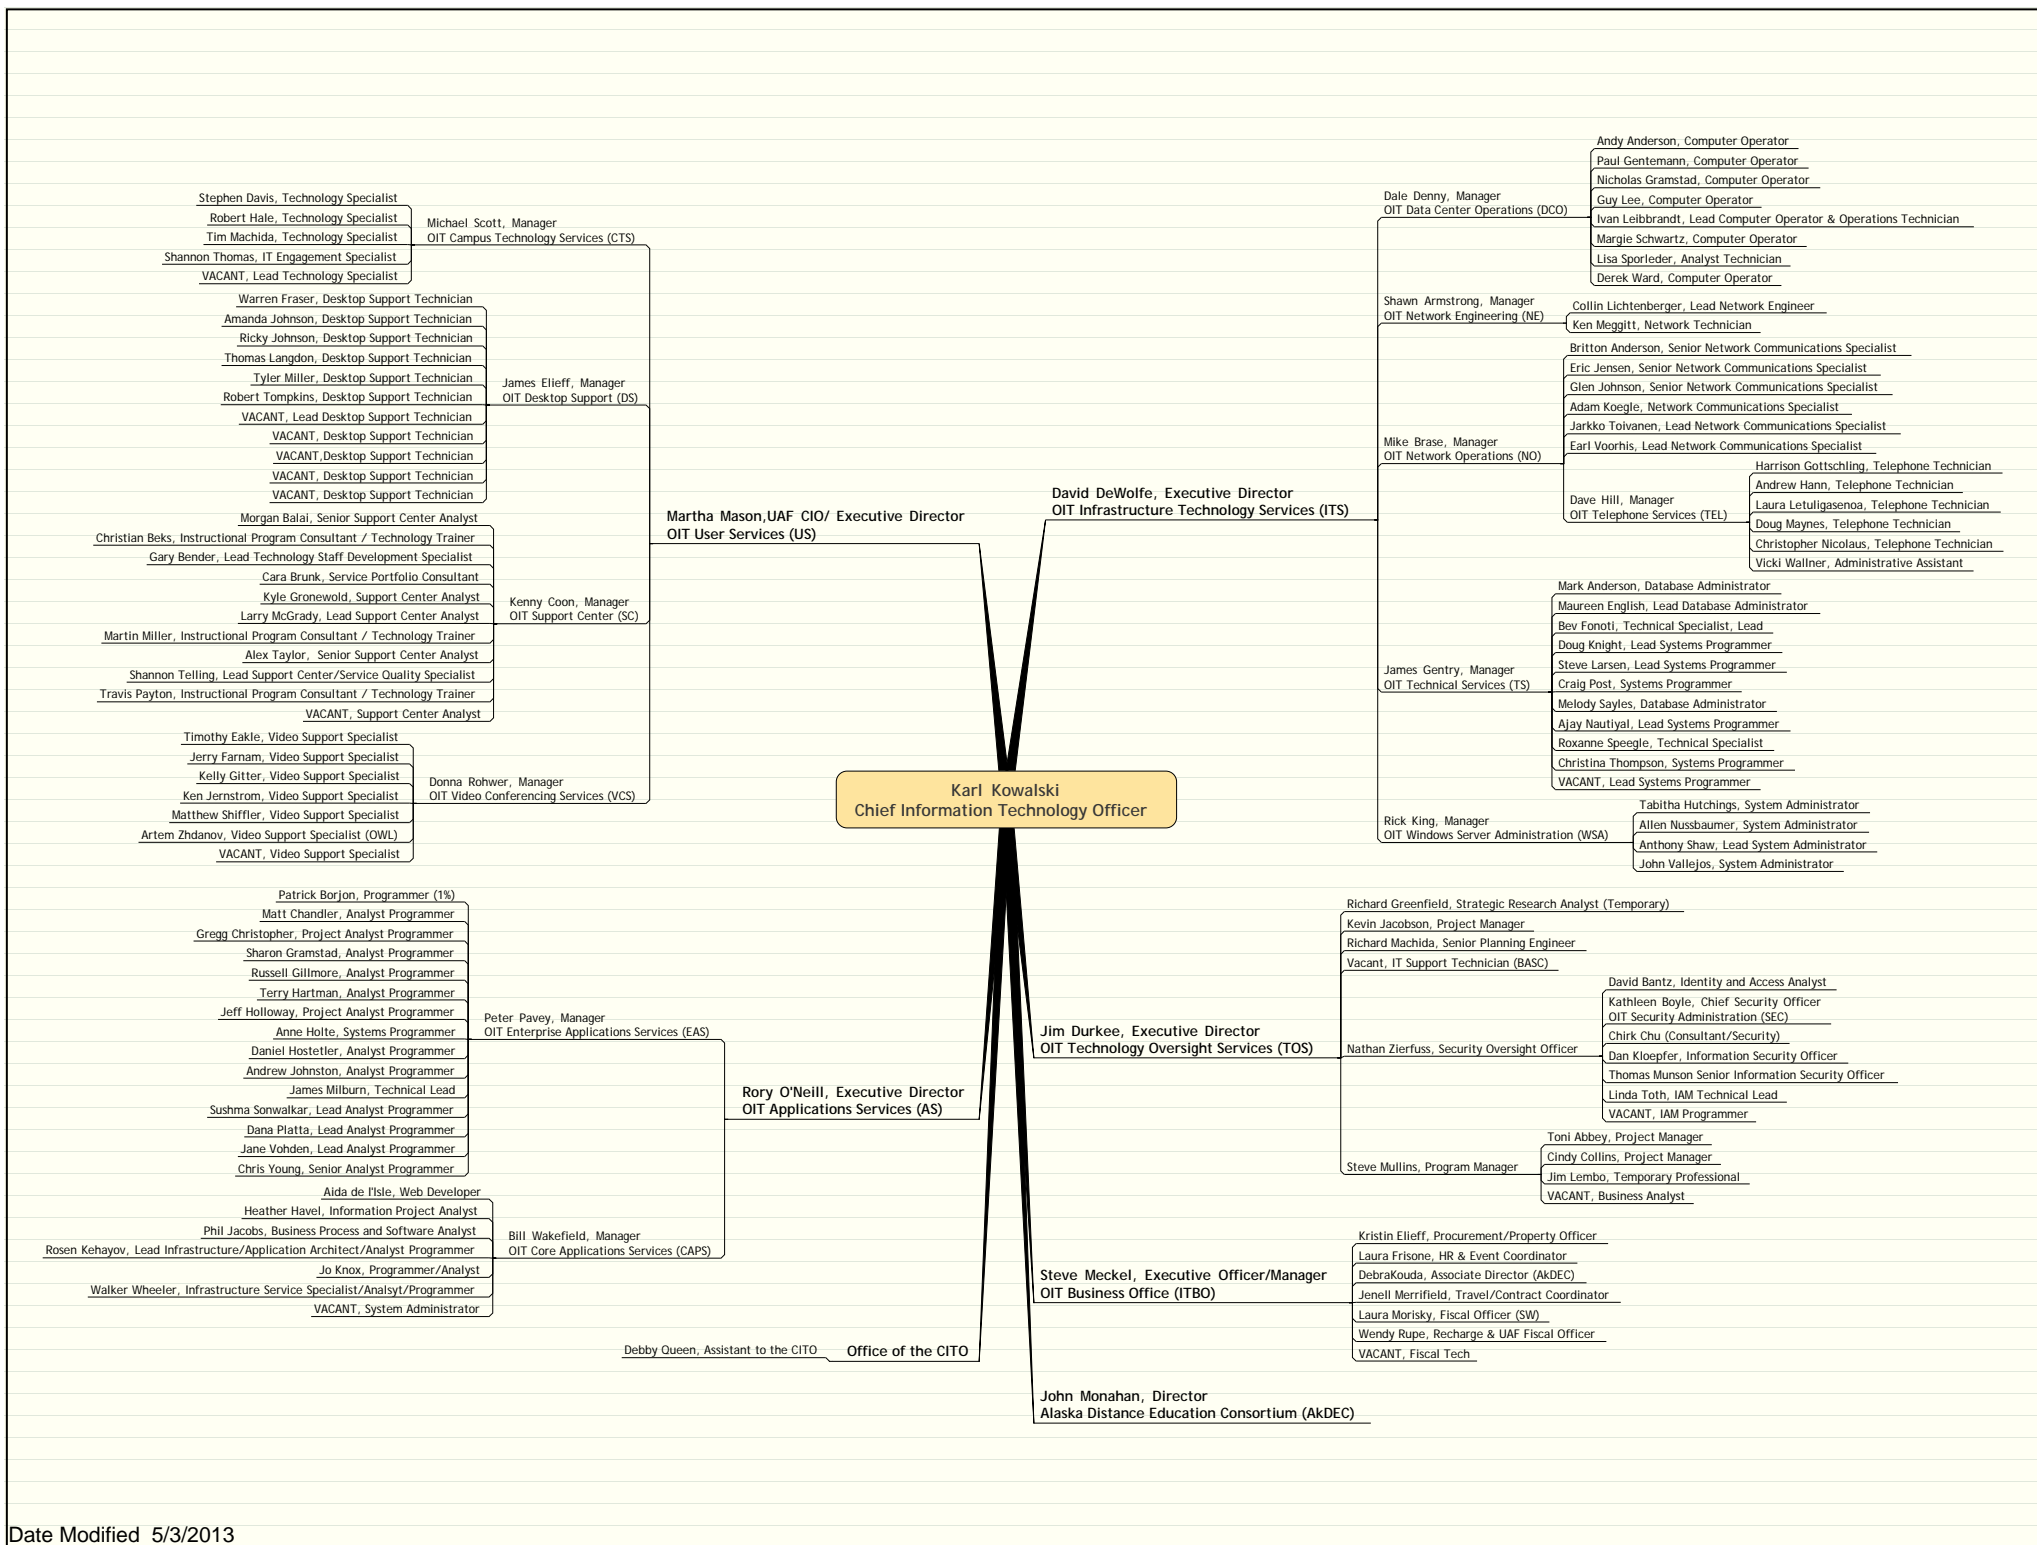 Karl Kowalski
Chief Information Technology Officer
Martha Mason,UAF CIO/ Executive Director
OIT User Services (US)
Michael Scott, Manager
OIT Campus Technology Services (CTS)
Stephen Davis, Technology Specialist
Robert Hale, Technology Specialist
Tim Machida, Technology Specialist
Shannon Thomas, IT Engagement Specialist
VACANT, Lead Technology Specialist
James Elieff, Manager
OIT Desktop Support (DS)
Warren Fraser, Desktop Support Technician
Amanda Johnson, Desktop Support Technician
Ricky Johnson, Desktop Support Technician
Thomas Langdon, Desktop Support Technician
Tyler Miller, Desktop Support Technician
Robert Tompkins, Desktop Support Technician
VACANT, Lead Desktop Support Technician
VACANT, Desktop Support Technician
VACANT,Desktop Support Technician
VACANT, Desktop Support Technician
VACANT, Desktop Support Technician
Kenny Coon, Manager
OIT Support Center (SC)
Morgan Balai, Senior Support Center Analyst
Christian Beks, Instructional Program Consultant / Technology Trainer
Gary Bender, Lead Technology Staff Development Specialist
Cara Brunk, Service Portfolio Consultant
Kyle Gronewold, Support Center Analyst
Larry McGrady, Lead Support Center Analyst
Martin Miller, Instructional Program Consultant / Technology Trainer
Alex Taylor, Senior Support Center Analyst
Shannon Telling, Lead Support Center/Service Quality Specialist
Travis Payton, Instructional Program Consultant / Technology Trainer
VACANT, Support Center Analyst
Donna Rohwer, Manager
OIT Video Conferencing Services (VCS)
Timothy Eakle, Video Support Specialist
Jerry Farnam, Video Support Specialist
Kelly Gitter, Video Support Specialist
Ken Jernstrom, Video Support Specialist
Matthew Shiffler, Video Support Specialist
Artem Zhdanov, Video Support Specialist (OWL)
VACANT, Video Support Specialist
Rory O'Neill, Executive Director
OIT Applications Services (AS)
Peter Pavey, Manager
OIT Enterprise Applications Services (EAS)
Patrick Borjon, Programmer (1%)
Matt Chandler, Analyst Programmer
Gregg Christopher, Project Analyst Programmer
Sharon Gramstad, Analyst Programmer
Russell Gillmore, Analyst Programmer
Terry Hartman, Analyst Programmer
Jeff Holloway, Project Analyst Programmer
Anne Holte, Systems Programmer
Daniel Hostetler, Analyst Programmer
Andrew Johnston, Analyst Programmer
James Milburn, Technical Lead
Sushma Sonwalkar, Lead Analyst Programmer
Dana Platta, Lead Analyst Programmer
Jane Vohden, Lead Analyst Programmer
Chris Young, Senior Analyst Programmer
Bill Wakefield, Manager
OIT Core Applications Services (CAPS)
Aida de l'Isle, Web Developer
Heather Havel, Information Project Analyst
Phil Jacobs, Business Process and Software Analyst
Rosen Kehayov, Lead Infrastructure/Application Architect/Analyst Programmer
Jo Knox, Programmer/Analyst
Walker Wheeler, Infrastructure Service Specialist/Analsyt/Programmer
VACANT, System Administrator
Office of the CITO
Debby Queen, Assistant to the CITO
David DeWolfe, Executive Director
OIT Infrastructure Technology Services (ITS)
Dale Denny, Manager
OIT Data Center Operations (DCO)
Andy Anderson, Computer Operator
Paul Gentemann, Computer Operator
Nicholas Gramstad, Computer Operator
Guy Lee, Computer Operator
Ivan Leibbrandt, Lead Computer Operator & Operations Technician
Margie Schwartz, Computer Operator
Lisa Sporleder, Analyst Technician
Derek Ward, Computer Operator
Shawn Armstrong, Manager
OIT Network Engineering (NE)
Collin Lichtenberger, Lead Network Engineer
Ken Meggitt, Network Technician
Mike Brase, Manager
OIT Network Operations (NO)
Britton Anderson, Senior Network Communications Specialist
Eric Jensen, Senior Network Communications Specialist
Glen Johnson, Senior Network Communications Specialist
Adam Koegle, Network Communications Specialist
Jarkko Toivanen, Lead Network Communications Specialist
Earl Voorhis, Lead Network Communications Specialist
Dave Hill, Manager
OIT Telephone Services (TEL)
Harrison Gottschling, Telephone Technician
Andrew Hann, Telephone Technician
Laura Letuligasenoa, Telephone Technician
Doug Maynes, Telephone Technician
Christopher Nicolaus, Telephone Technician
Vicki Wallner, Administrative Assistant
James Gentry, Manager
OIT Technical Services (TS)
Mark Anderson, Database Administrator
Maureen English, Lead Database Administrator
Bev Fonoti, Technical Specialist, Lead
Doug Knight, Lead Systems Programmer
Steve Larsen, Lead Systems Programmer
Craig Post, Systems Programmer
Melody Sayles, Database Administrator
Ajay Nautiyal, Lead Systems Programmer
Roxanne Speegle, Technical Specialist
Christina Thompson, Systems Programmer
VACANT, Lead Systems Programmer
Rick King, Manager
OIT Windows Server Administration (WSA)
Tabitha Hutchings, System Administrator
Allen Nussbaumer, System Administrator
Anthony Shaw, Lead System Administrator
John Vallejos, System Administrator
Jim Durkee, Executive Director
OIT Technology Oversight Services (TOS)
Richard Greenfield, Strategic Research Analyst (Temporary)
Kevin Jacobson, Project Manager
Richard Machida, Senior Planning Engineer
Vacant, IT Support Technician (BASC)
Nathan Zierfuss, Security Oversight Officer
David Bantz, Identity and Access Analyst
Kathleen Boyle, Chief Security Officer
OIT Security Administration (SEC)
Chirk Chu (Consultant/Security)
Dan Kloepfer, Information Security Officer
Thomas Munson Senior Information Security Officer
Linda Toth, IAM Technical Lead
VACANT, IAM Programmer
Steve Mullins, Program Manager
Toni Abbey, Project Manager
Cindy Collins, Project Manager
Jim Lembo, Temporary Professional
VACANT, Business Analyst
Steve Meckel, Executive Officer/Manager
OIT Business Office (ITBO)
Kristin Elieff, Procurement/Property Officer
Laura Frisone, HR & Event Coordinator
DebraKouda, Associate Director (AkDEC)
Jenell Merrifield, Travel/Contract Coordinator
Laura Morisky, Fiscal Officer (SW)
Wendy Rupe, Recharge & UAF Fiscal Officer
VACANT, Fiscal Tech
John Monahan, Director
Alaska Distance Education Consortium (AkDEC)
Date Modified 5/3/2013